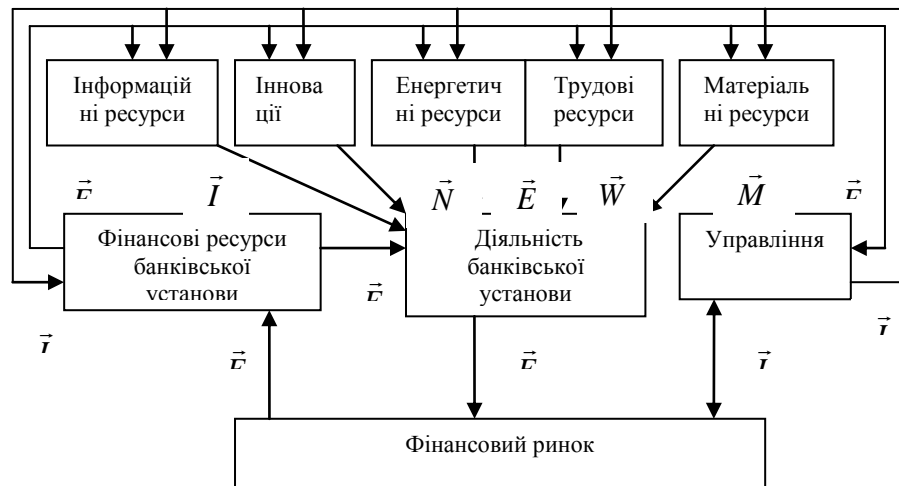 Інформацій
ні ресурси
Іннова
ції
Енергетич
ні ресурси
Трудові
ресурси
Матеріаль
ні ресурси
I
N
E
W
M
Фінансові ресурси
банківської
установи
Діяльність
банківської
установи
Управління
Фінансовий ринок